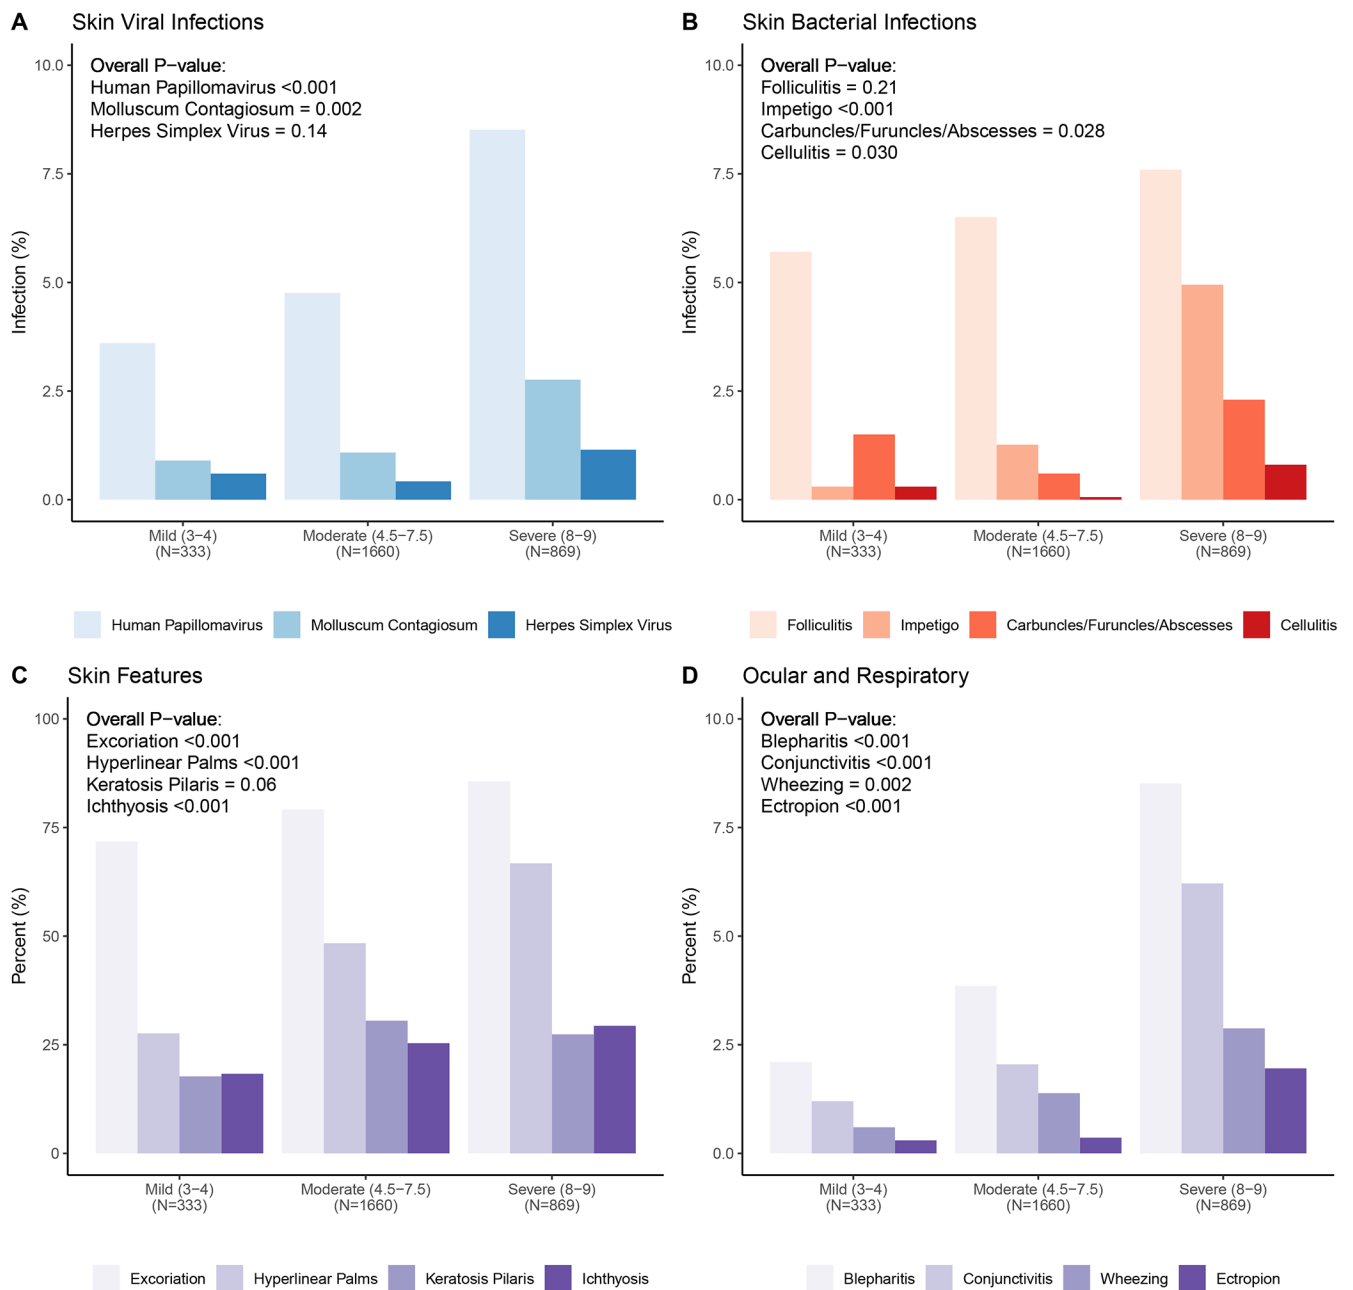 A Skin Viral Infections
Overall P−value:
Human Papillomavirus <0.001
Molluscum Contagiosum = 0.002
Herpes Simplex Virus = 0.14
Infection (%)
10.0
7.5
5.0
2.5
0.0
Mild (3−4)
(N=333)
Moderate (4.5−7.5)
(N=1660)
Severe (8−9)
(N=869)
Human Papillomavirus Molluscum Contagiosum Herpes Simplex Virus
B Skin Bacterial Infections
Overall P−value:
Folliculitis = 0.21
Impetigo <0.001
Carbuncles/Furuncles/Abscesses = 0.028
Cellulitis = 0.030
Infection (%)
10.0
7.5
5.0
2.5
0.0
Mild (3−4)
(N=333)
Moderate (4.5−7.5)
(N=1660)
Severe (8−9)
(N=869)
Folliculitis Impetigo Carbuncles/Furuncles/Abscesses Cellulitis
C Skin Features
Overall P−value:
Excoriation <0.001
Hyperlinear Palms <0.001
Keratosis Pilaris = 0.06
Ichthyosis <0.001
Percent (%)
100
75
50
25
0
Mild (3−4)
(N=333)
Moderate (4.5−7.5)
(N=1660)
Severe (8−9)
(N=869)
Excoriation Hyperlinear Palms Keratosis Pilaris Ichthyosis
D Ocular and Respiratory
Overall P−value:
Blepharitis <0.001
Conjunctivitis <0.001
Wheezing = 0.002
Ectropion <0.001
Percent (%)
10.0
7.5
5.0
2.5
0.0
Mild (3−4)
(N=333)
Moderate (4.5−7.5)
(N=1660)
Severe (8−9)
(N=869)
Blepharitis Conjunctivitis Wheezing Ectropion